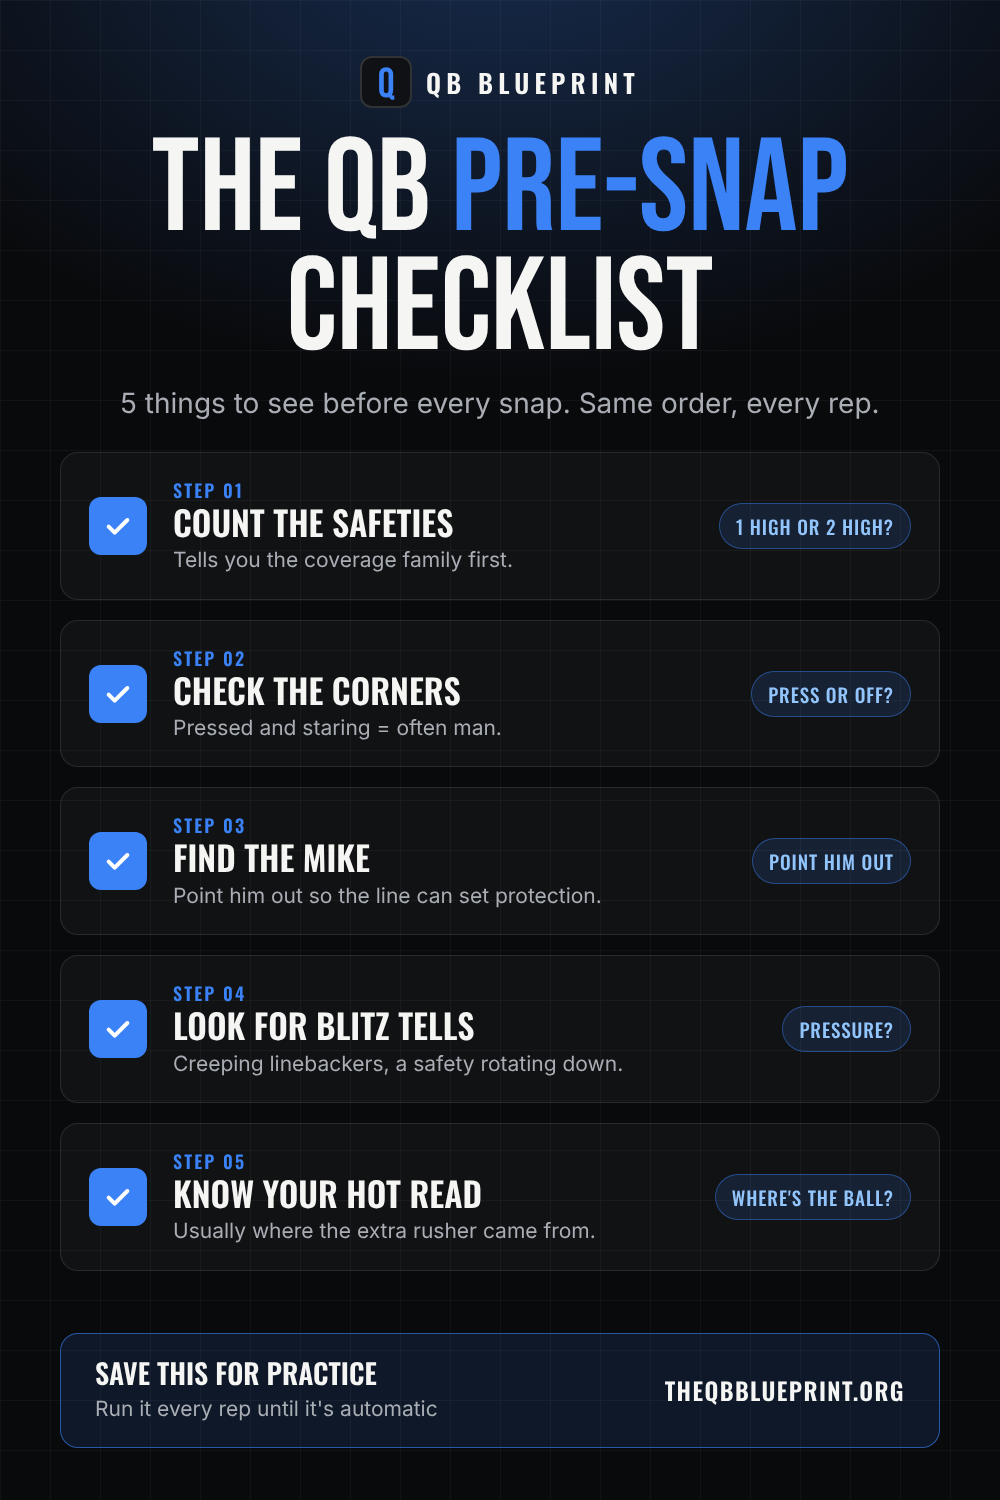 Q QB BLUEPRINT
THE QB PRE-SNAP
CHECKLIST
5 things to see before every snap. Same order, every rep.
STEP 01
COUNT THE SAFETIES
Tells you the coverage family first.
1 HIGH OR 2 HIGH?
STEP 02
CHECK THE CORNERS
Pressed and staring = often man.
PRESS OR OFF?
STEP 03
FIND THE MIKE
Point him out so the line can set protection.
POINT HIM OUT
STEP 04
LOOK FOR BLITZ TELLS
Creeping linebackers, a safety rotating down.
PRESSURE?
STEP 05
KNOW YOUR HOT READ
Usually where the extra rusher came from.
WHERE'S THE BALL?
SAVE THIS FOR PRACTICE
Run it every rep until it's automatic
THEQBBLUEPRINT.ORG